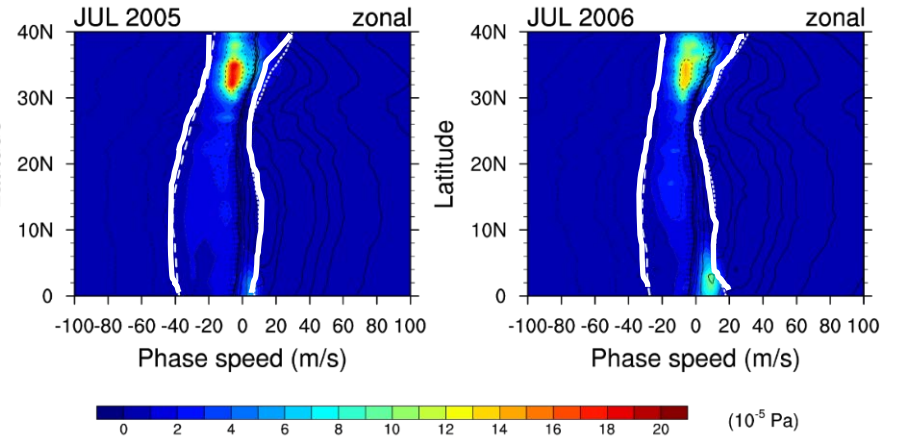 JUL 2005 zonal
JUL 2006 zonal
40N
30N
20N
10N
0
-100 -80 -60 -40 -20 0 20 40 60 80 100
Phase speed (m/s)
Latitude
40N
30N
20N
10N
0
-100 -80 -60 -40 -20 0 20 40 60 80 100
Phase speed (m/s)
0 2 4 6 8 10 12 14 16 18 20
(10⁻⁵ Pa)